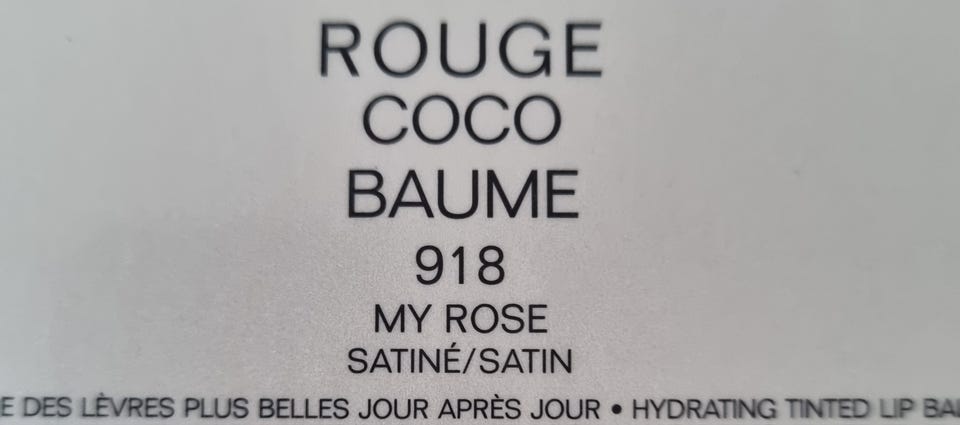 ROUGE
COCO
BAUME
918
MY ROSE
SATINÉ/SATIN
DES LÈVRES PLUS BELLES JOUR APRÈS JOUR • HYDRATING TINTED LIP